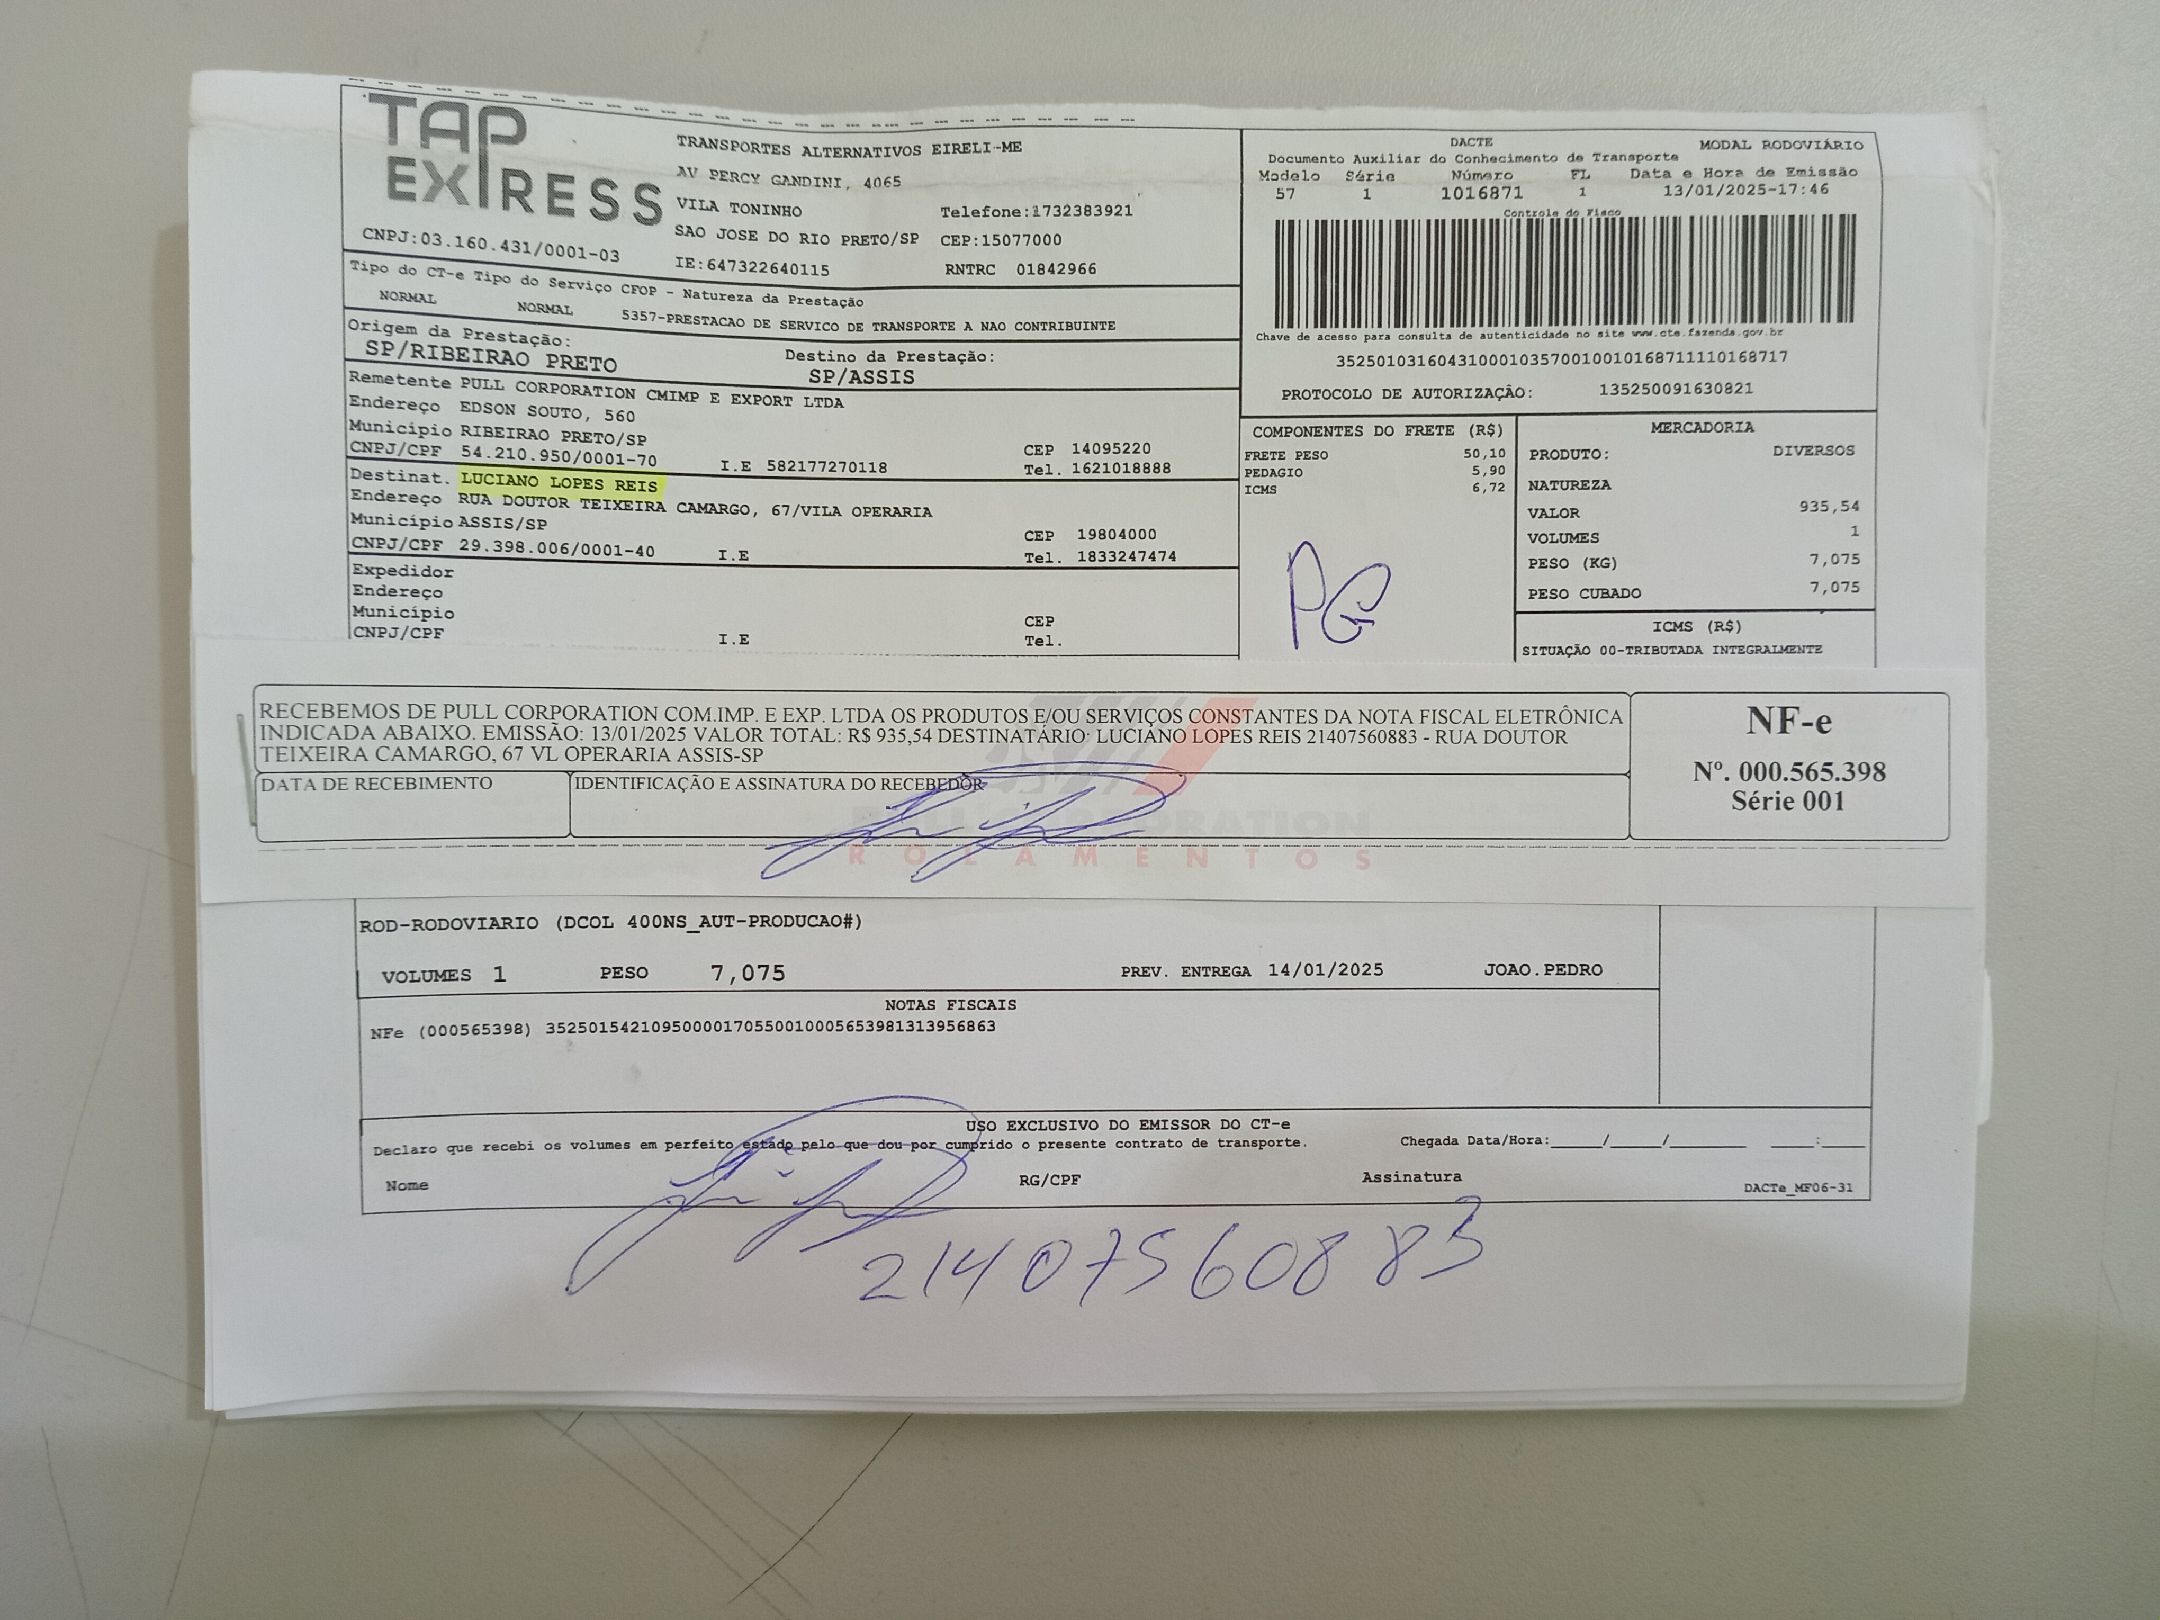 TAP EXPRESS
CNPJ:03.160.431/0001-03
TRANSPORTES ALTERNATIVOS EIRELI-ME
AV PERCY GANDINI, 4065
VILA TONINHO Telefone:1732383921
SAO JOSE DO RIO PRETO/SP CEP:15077000
IE:647322640115 RNTRC 01842966
DACTE MODAL RODOVIÁRIO
Documento Auxiliar do Conhecimento de Transporte
Modelo Série Número FL Data e Hora de Emissão
57 1 1016871 1 13/01/2025-17:46
Controle do Fisco
Chave de acesso para consulta de autenticidade no site www.cte.fazenda.gov.br
35250103160431000103570010010168711110168717
PROTOCOLO DE AUTORIZAÇÃO: 135250091630821
Tipo do CT-e Tipo do Serviço CFOP - Natureza da Prestação
NORMAL NORMAL 5357-PRESTACAO DE SERVICO DE TRANSPORTE A NAO CONTRIBUINTE
Origem da Prestação: Destino da Prestação:
SP/RIBEIRAO PRETO SP/ASSIS
Remetente PULL CORPORATION CMIMP E EXPORT LTDA
Endereço EDSON SOUTO, 560
Município RIBEIRAO PRETO/SP CEP 14095220
CNPJ/CPF 54.210.950/0001-70 I.E 582177270118 Tel. 1621018888
Destinat. LUCIANO LOPES REIS
Endereço RUA DOUTOR TEIXEIRA CAMARGO, 67/VILA OPERARIA
Município ASSIS/SP CEP 19804000
CNPJ/CPF 29.398.006/0001-40 I.E Tel. 1833247474
Expedidor
Endereço
Município CEP
CNPJ/CPF I.E Tel.
COMPONENTES DO FRETE (R$)
FRETE PESO 50,10
PEDAGIO 5,90
ICMS 6,72
PG
MERCADORIA
PRODUTO: DIVERSOS
NATUREZA
VALOR 935,54
VOLUMES 1
PESO (KG) 7,075
PESO CUBADO 7,075
ICMS (R$)
SITUAÇÃO 00-TRIBUTADA INTEGRALMENTE
RECEBEMOS DE PULL CORPORATION COM.IMP. E EXP. LTDA OS PRODUTOS E/OU SERVIÇOS CONSTANTES DA NOTA FISCAL ELETRÔNICA
INDICADA ABAIXO. EMISSÃO: 13/01/2025 VALOR TOTAL: R$ 935,54 DESTINATÁRIO: LUCIANO LOPES REIS 21407560883 - RUA DOUTOR
TEIXEIRA CAMARGO, 67 VL OPERARIA ASSIS-SP
DATA DE RECEBIMENTO IDENTIFICAÇÃO E ASSINATURA DO RECEBEDOR
NF-e
Nº. 000.565.398
Série 001
ROLAMENTOS
ROD-RODOVIARIO (DCOL 400NS_AUT-PRODUCAO#)
VOLUMES 1 PESO 7,075 PREV. ENTREGA 14/01/2025 JOAO.PEDRO
NOTAS FISCAIS
NFe (000565398) 35250154210950000170550010005653981313956863
USO EXCLUSIVO DO EMISSOR DO CT-e
Declaro que recebi os volumes em perfeito estado pelo que dou por cumprido o presente contrato de transporte. Chegada Data/Hora:____/____/______ ___:___
Nome RG/CPF Assinatura
DACTe_MF06-31
21407560883